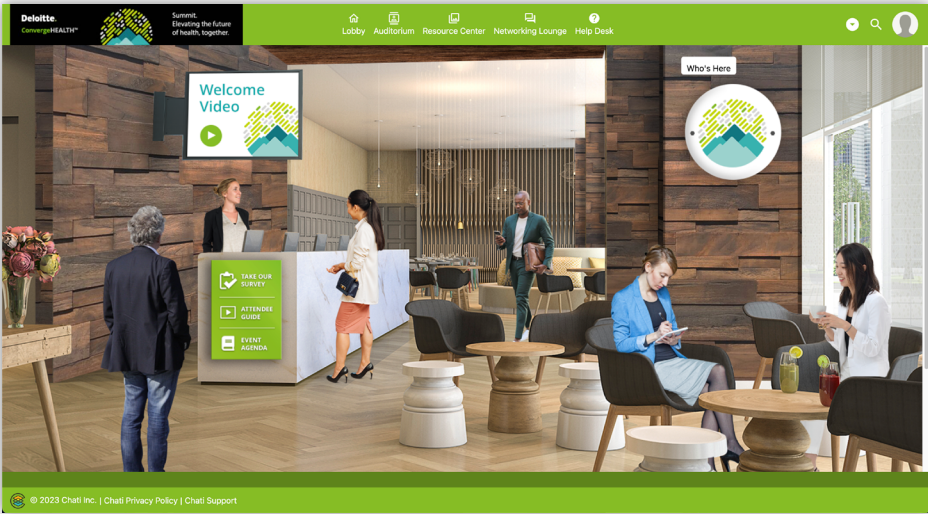 Deloitte.
ConvergeHEALTH™
Summit.
Elevating the future
of health, together.
Lobby
Auditorium
Resource Center
Networking Lounge
Help Desk
Who's Here
Welcome
Video
TAKE OUR
SURVEY
ATTENDEE
GUIDE
EVENT
AGENDA
© 2023 Chati Inc. | Chati Privacy Policy | Chati Support